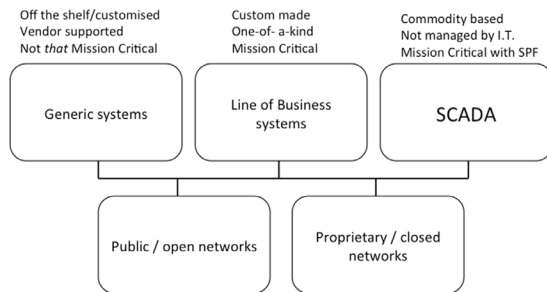 Off the shelf/customised
Vendor supported
Not that Mission Critical
Custom made
One-of- a-kind
Mission Critical
Commodity based
Not managed by I.T.
Mission Critical with SPF
Generic systems
Line of Business
systems
SCADA
Public / open networks
Proprietary / closed
networks